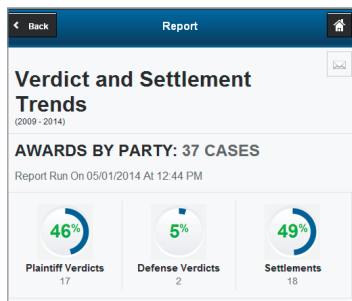 Back Report
Verdict and Settlement
Trends
(2009 - 2014)
AWARDS BY PARTY: 37 CASES
Report Run On 05/01/2014 At 12:44 PM
46% 5% 49%
Plaintiff Verdicts Defense Verdicts Settlements
17 2 18